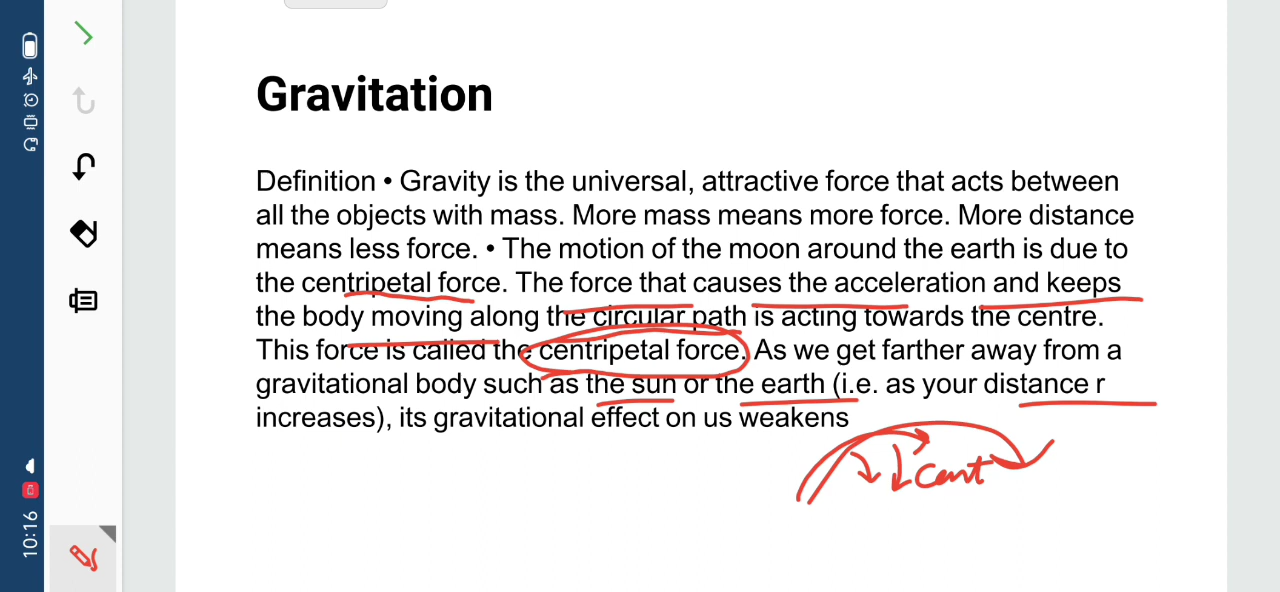 Gravitation
Definition • Gravity is the universal, attractive force that acts between
all the objects with mass. More mass means more force. More distance
means less force. • The motion of the moon around the earth is due to
the centripetal force. The force that causes the acceleration and keeps
the body moving along the circular path is acting towards the centre.
This force is called the centripetal force. As we get farther away from a
gravitational body such as the sun or the earth (i.e. as your distance r
increases), its gravitational effect on us weakens
cent
10:16